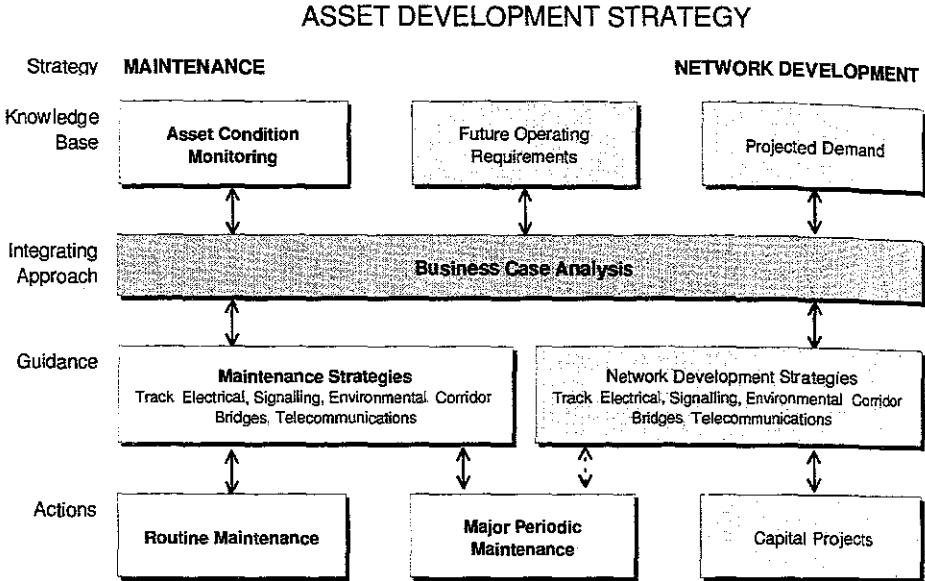 ASSET DEVELOPMENT STRATEGY
Strategy MAINTENANCE NETWORK DEVELOPMENT
Knowledge
Base
Asset Condition
Monitoring
Future Operating
Requirements
Projected Demand
Integrating
Approach
Business Case Analysis
Guidance
Maintenance Strategies
Track Electrical, Signalling, Environmental Corridor
Bridges, Telecommunications
Network Development Strategies
Track Electrical, Signalling, Environmental Corridor
Bridges Telecommunications
Actions
Routine Maintenance
Major Periodic
Maintenance
Capital Projects